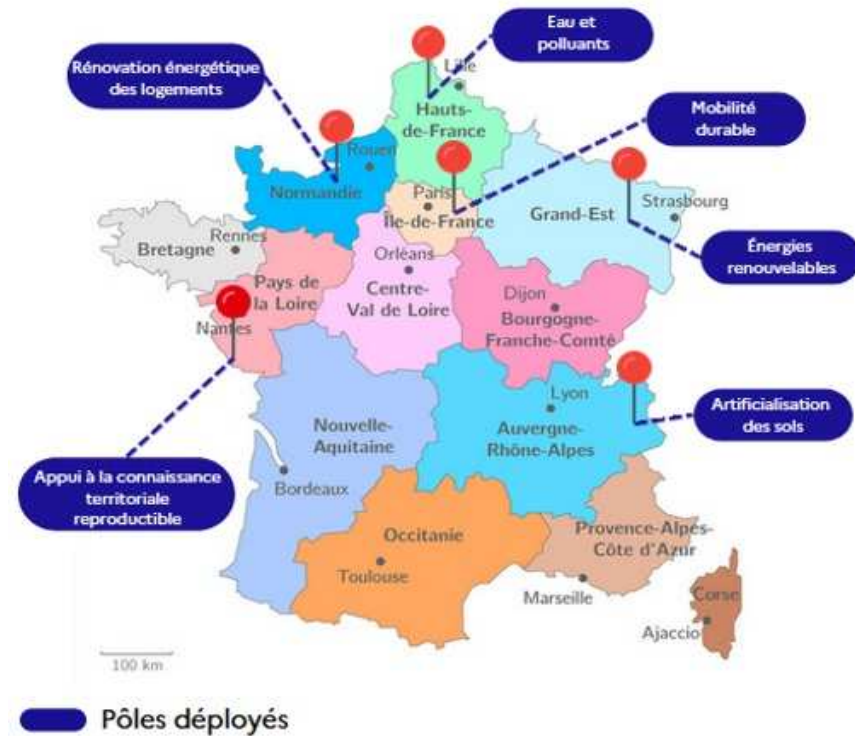 Eau et
polluants
Rénovation énergétique
des logements
Lille
Hauts-
de-France
Mobilité
durable
Rouen
Normandie
Paris
Île-de-France
Grand-Est
Strasbourg
Bretagne
Rennes
Orléans
Énergies
renouvelables
Pays de
la Loire
Centre-
Val de Loire
Dijon
Bourgogne-
Franche-Comté
Nantes
Lyon
Artificialisation
des sols
Nouvelle-
Aquitaine
Auvergne-
Rhône-Alpes
Appui à la connaissance
territoriale
reproductible
Bordeaux
Occitanie
Provence-Alpes-
Côte d'Azur
Toulouse
Marseille
Corse
Ajaccio
100 km
Pôles déployés